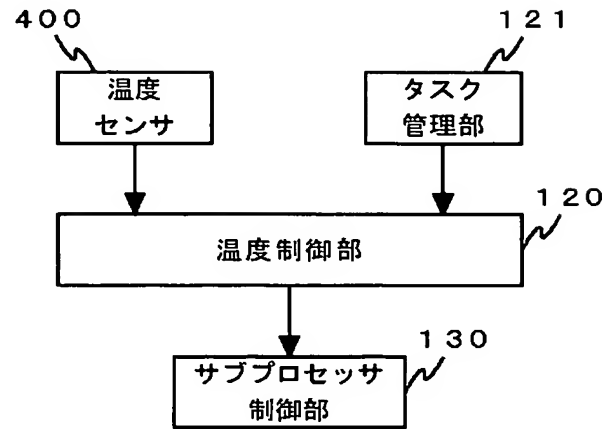 ４００
温度
センサ
１２１
タスク
管理部
１２０
温度制御部
１３０
サブプロセッサ
制御部